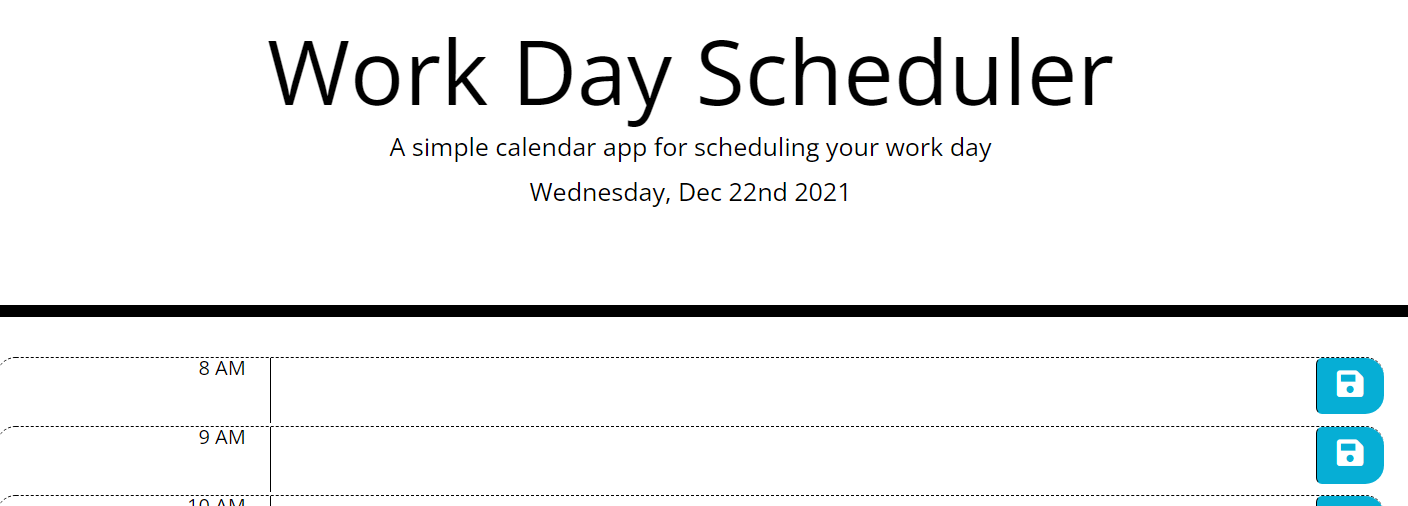 Work Day Scheduler
A simple calendar app for scheduling your work day
Wednesday, Dec 22nd 2021
8 AM
9 AM
10 AM